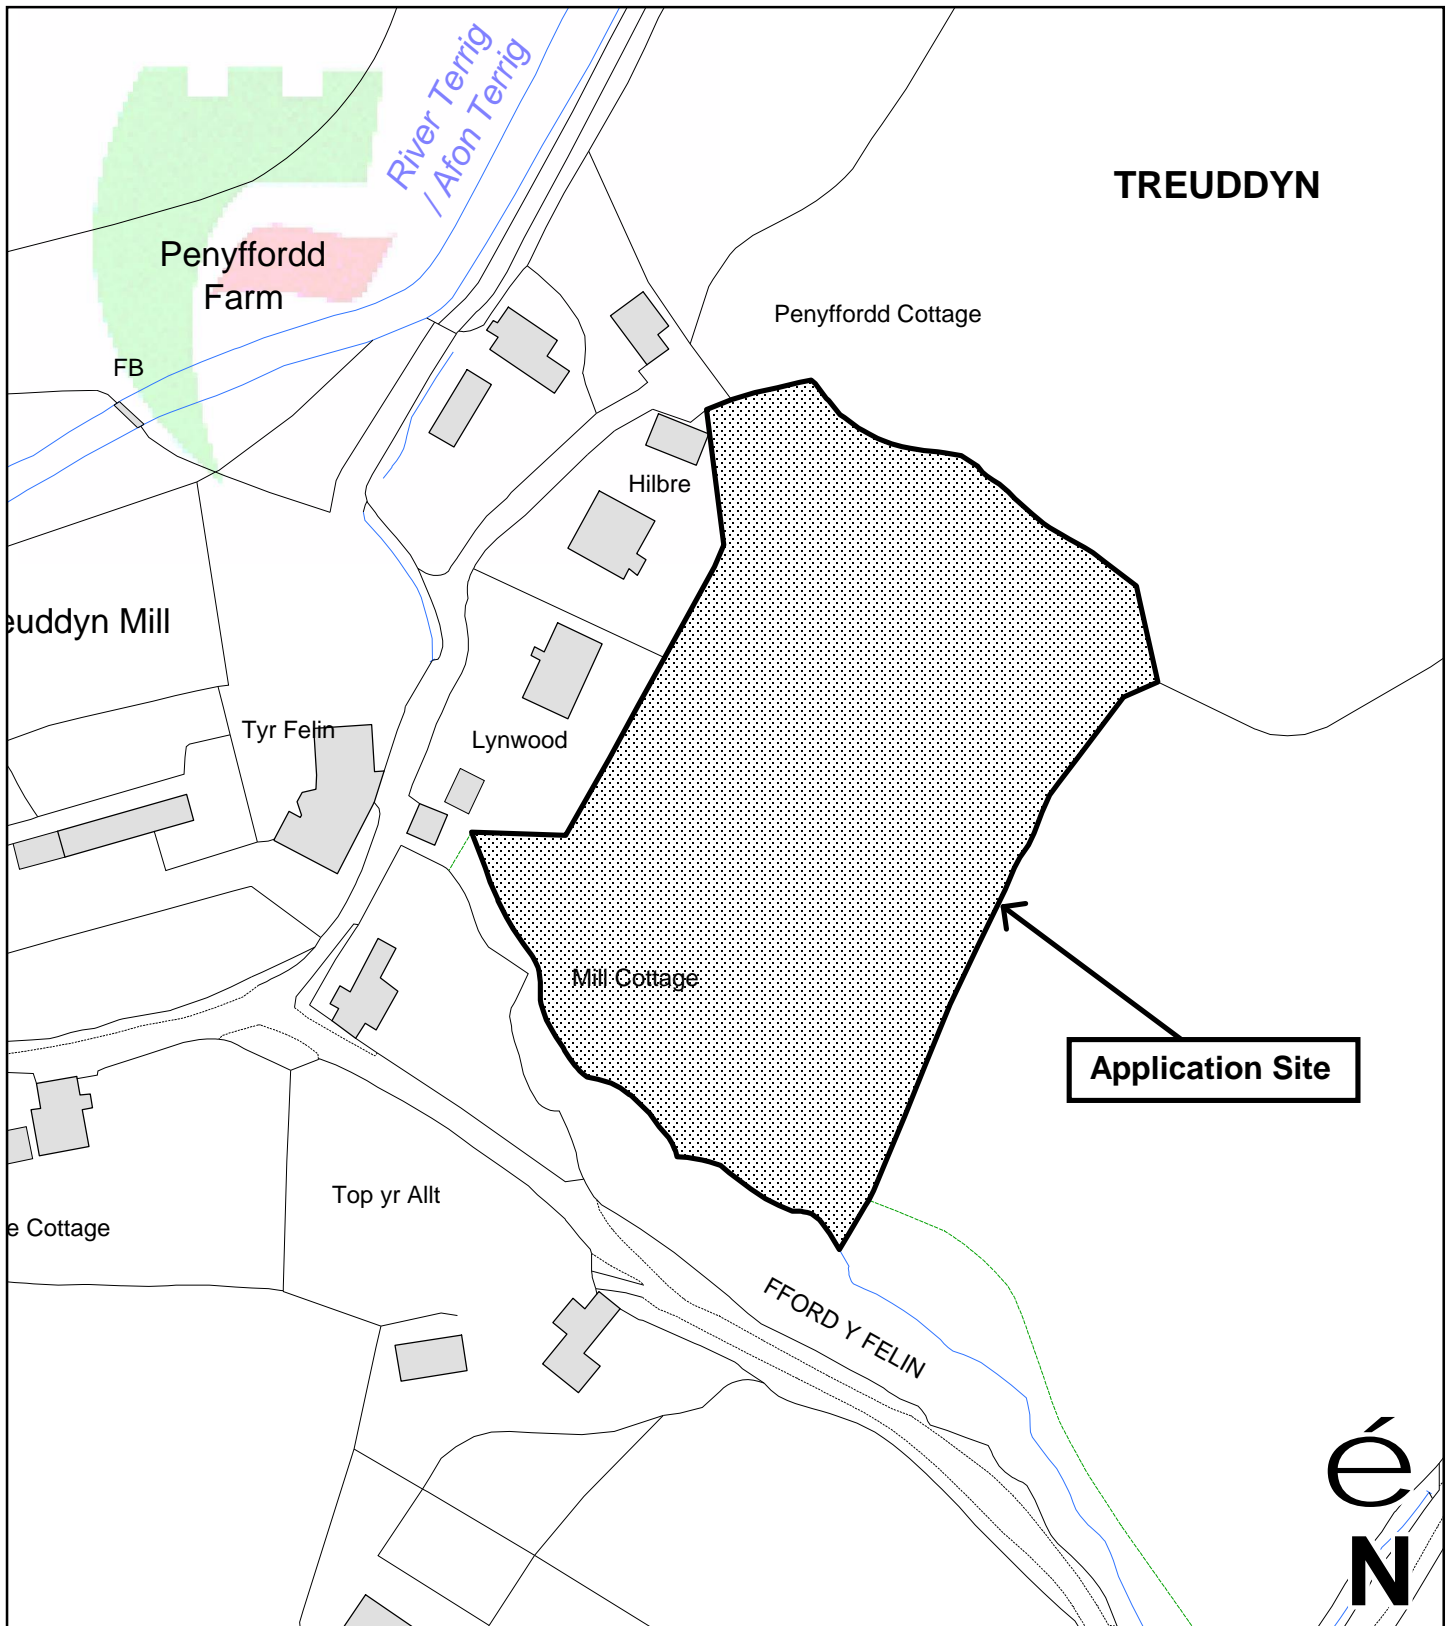 River Terrig
/ Afon Terrig
TREUDDYN
Penyffordd
Farm
Penyffordd Cottage
FB
Hilbre
euddyn Mill
Tyr Felin
Lynwood
Mill Cottage
Application Site
Top yr Allt
e Cottage
FFORD Y FELIN
é
N